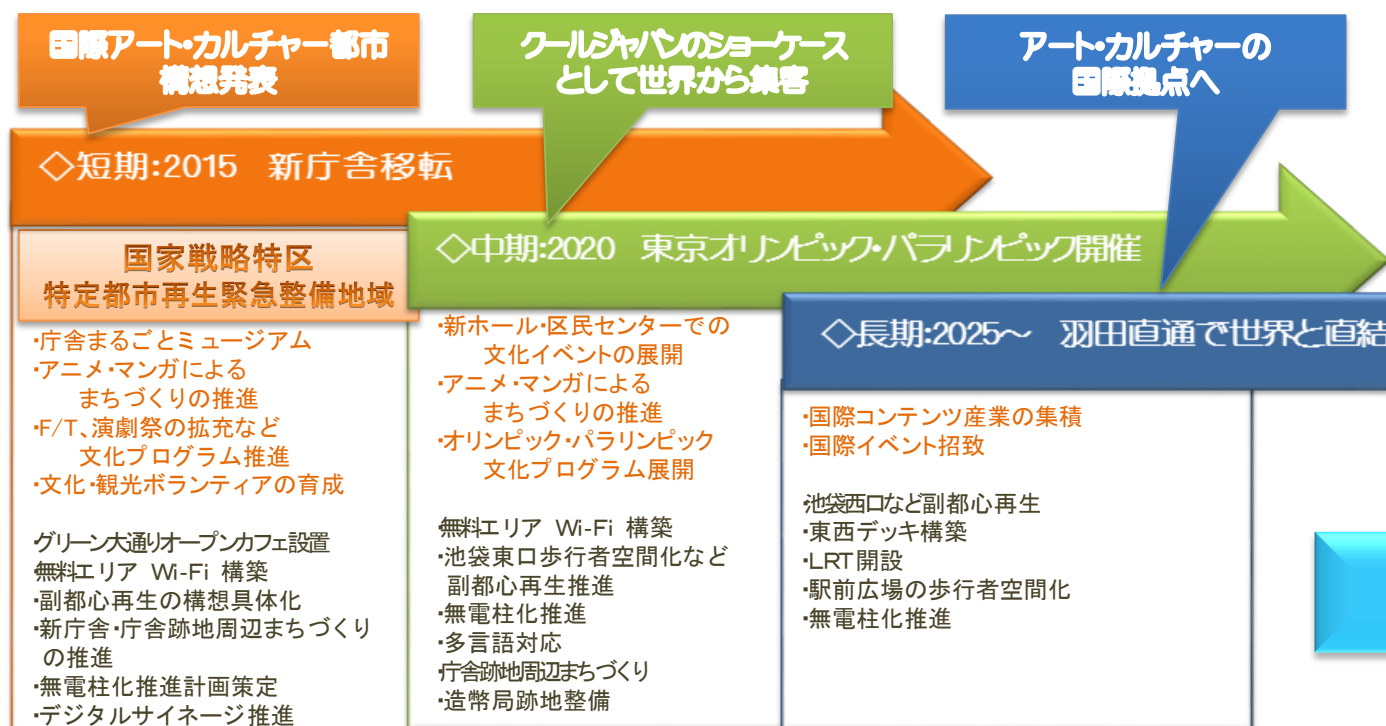 国際アート・カルチャー都市
構想発表
クールジャパンのショーケース
として世界から集客
アート・カルチャーの
国際拠点へ
◇短期:2015 新庁舎移転
◇中期:2020 東京オリンピック・パラリンピック開催
◇長期:2025～ 羽田直通で世界と直結
国家戦略特区
特定都市再生緊急整備地域
・庁舎まるごとミュージアム
・アニメ・マンガによる
まちづくりの推進
・F/T、演劇祭の拡充など
文化プログラム推進
・文化・観光ボランティアの育成
・グリーン大通りオープンカフェ設置
・無料エリア Wi-Fi 構築
・副都心再生の構想具体化
・新庁舎・庁舎跡地周辺まちづくり
の推進
・無電柱化推進計画策定
・デジタルサイネージ推進
・新ホール・区民センターでの
文化イベントの展開
・アニメ・マンガによる
まちづくりの推進
・オリンピック・パラリンピック
文化プログラム展開
・無料エリア Wi-Fi 構築
・池袋東口歩行者空間化など
副都心再生推進
・無電柱化推進
・多言語対応
・庁舎跡地周辺まちづくり
・造幣局跡地整備
・国際コンテンツ産業の集積
・国際イベント招致
・池袋西口など副都心再生
・東西デッキ構築
・LRT開設
・駅前広場の歩行者空間化
・無電柱化推進